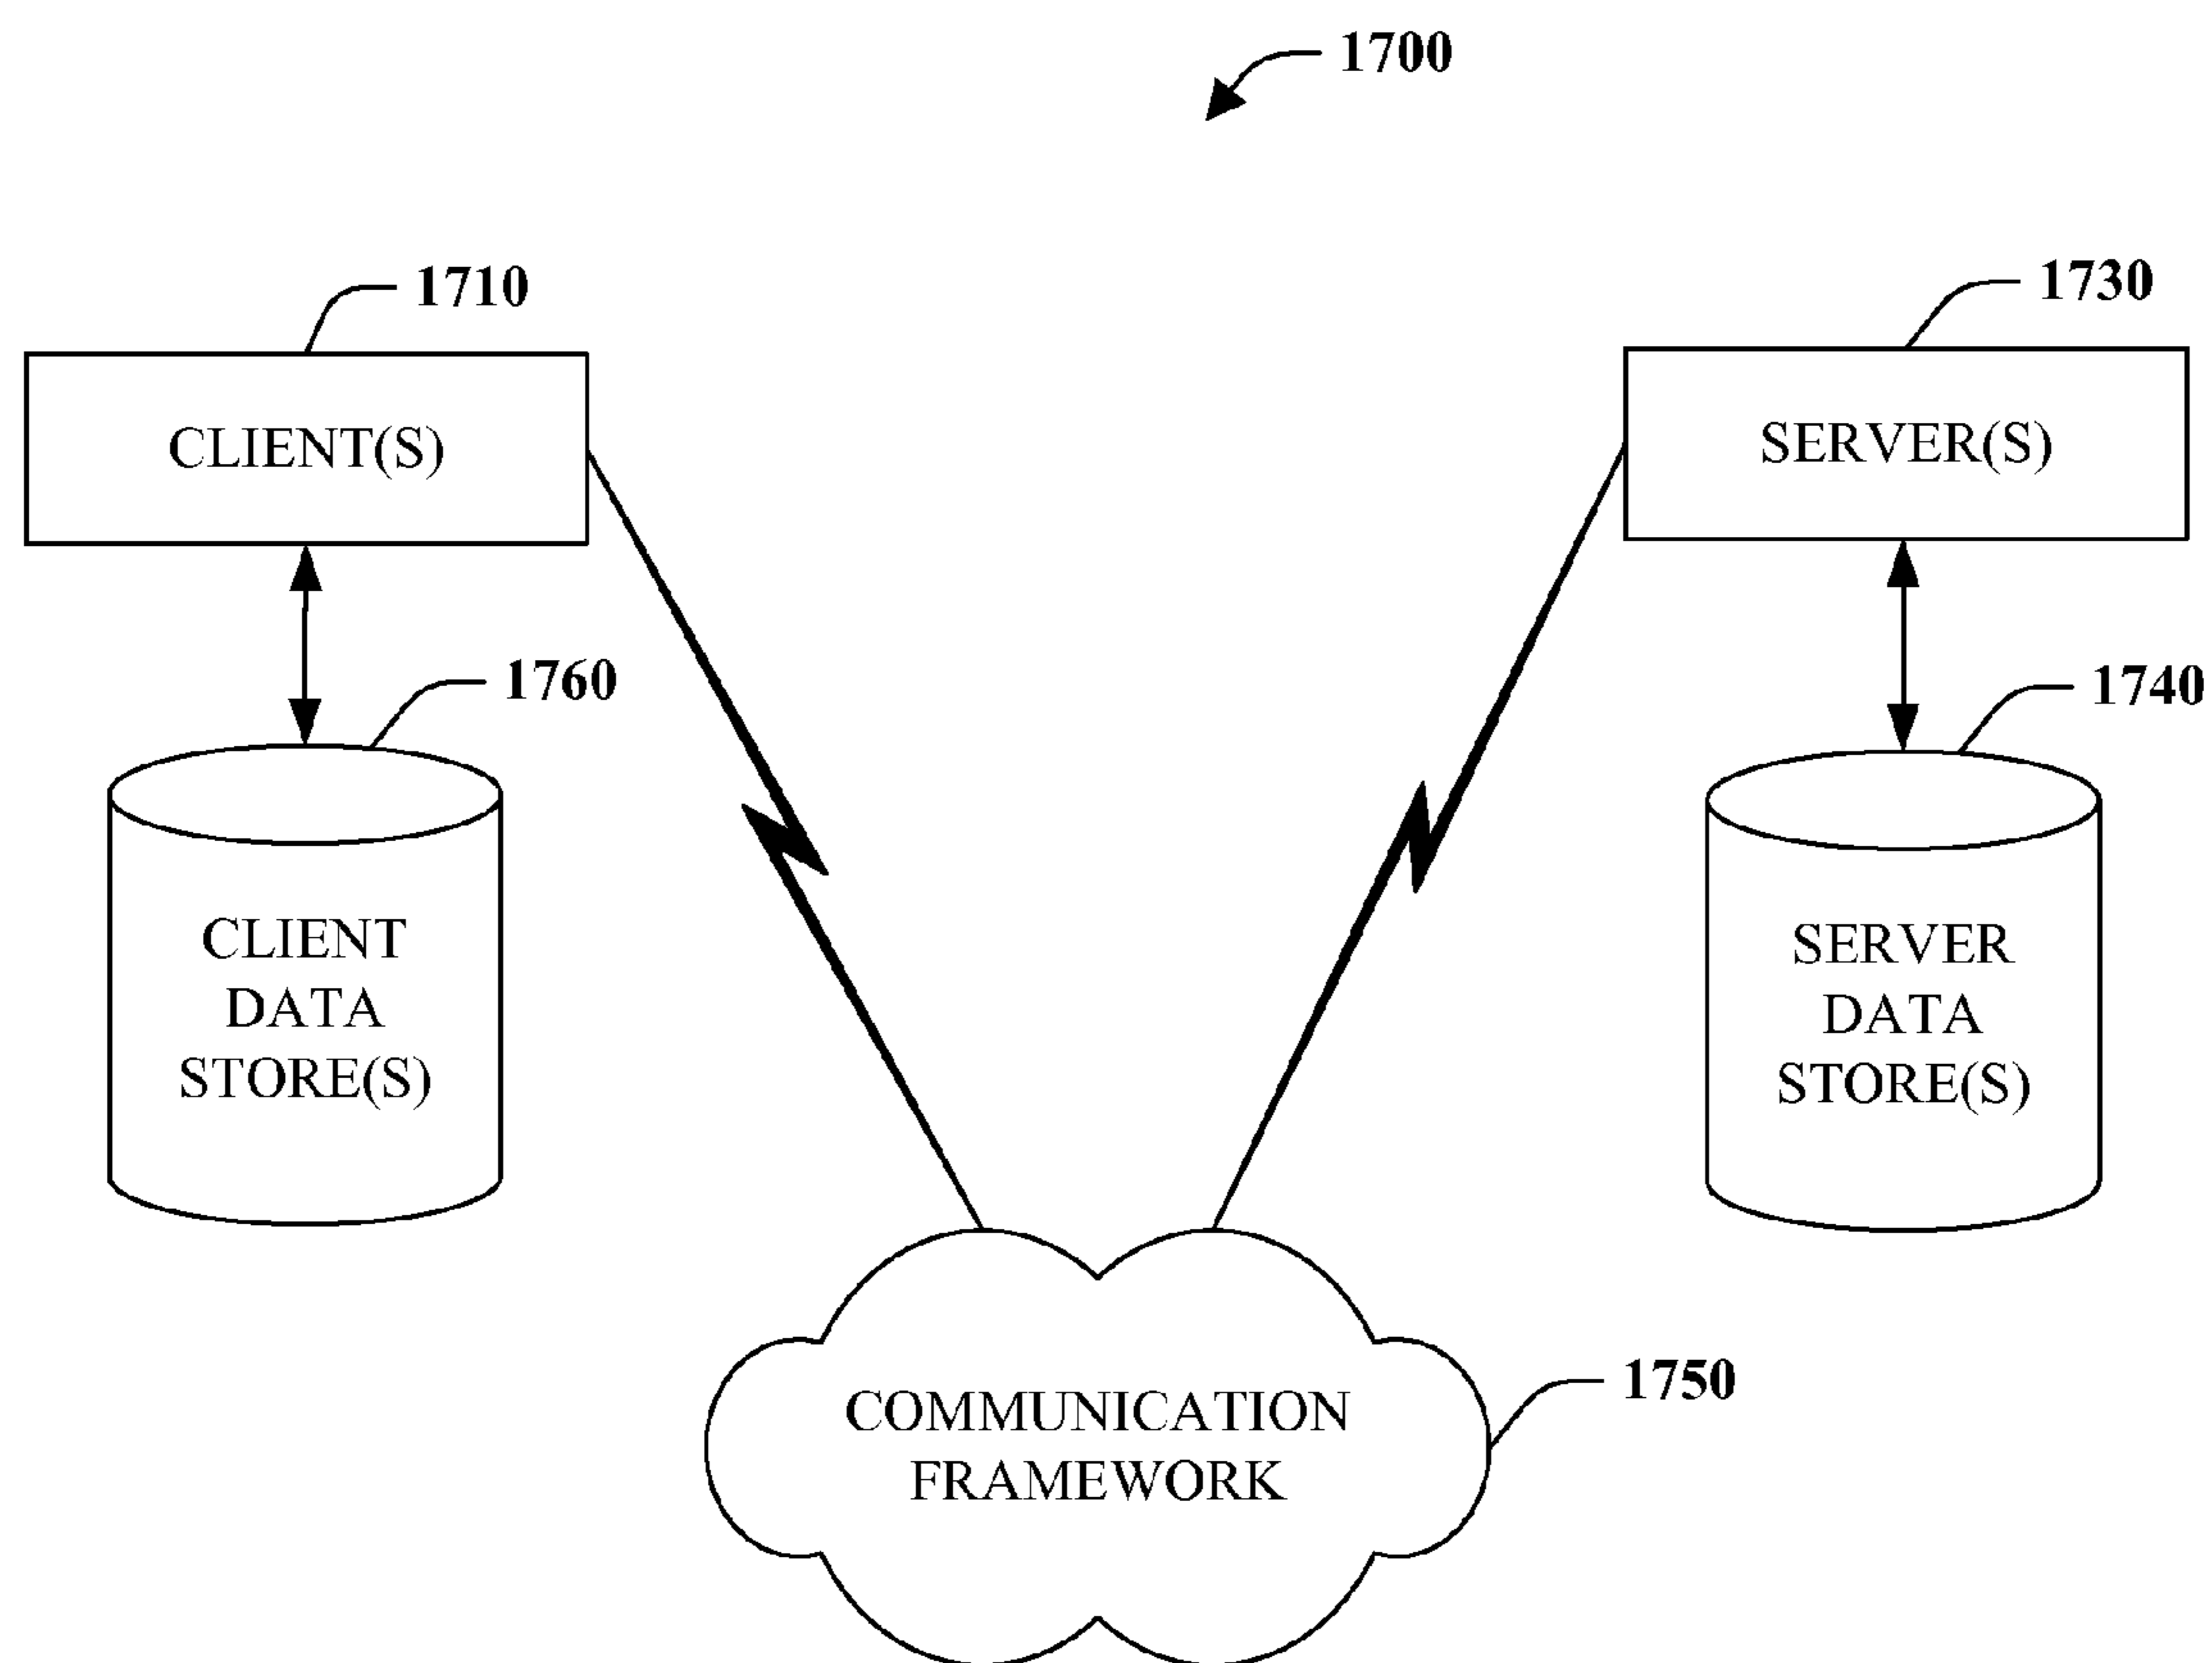 1700
1710
1730
CLIENT(S)
SERVER(S)
1760
1740
CLIENT
DATA
STORE(S)
SERVER
DATA
STORE(S)
1750
COMMUNICATION
FRAMEWORK